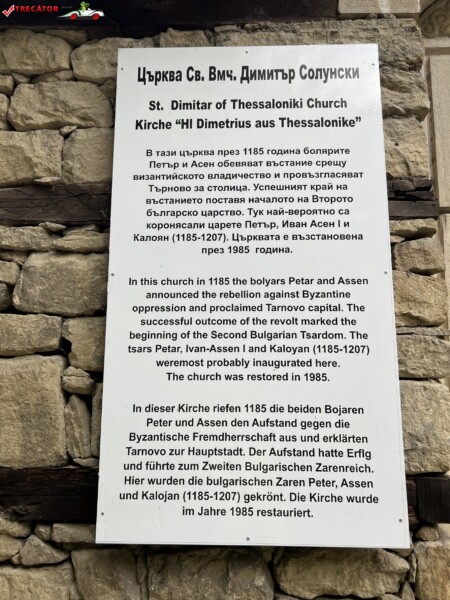 TRECĂTOR
Църква Св. Вмч. Димитър Солунски
St. Dimitar of Thessaloniki Church
Kirche “Hl Dimetrius aus Thessalonike”
В тази църква през 1185 година болярите
Петър и Асен обевяват въстание срещу
византийското владичество и провъзгласяват
Търново за столица. Успешният край на
въстанието поставя началото на Второто
българско царство. Тук най-вероятно са
коронясали царете Петър, Иван Асен I и
Калоян (1185-1207). Църквата е възстановена
през 1985 година.
In this church in 1185 the bolyars Petar and Assen
announced the rebellion against Byzantine
oppression and proclaimed Tarnovo capital. The
successful outcome of the revolt marked the
beginning of the Second Bulgarian Tsardom. The
tsars Petar, Ivan-Assen I and Kaloyan (1185-1207)
weremost probably inaugurated here.
The church was restored in 1985.
In dieser Kirche riefen 1185 die beiden Bojaren
Peter und Assen den Aufstand gegen die
Byzantische Fremdherrschaft aus und erklärten
Tarnovo zur Hauptstadt. Der Aufstand hatte Erflg
und führte zum Zweiten Bulgarischen Zarenreich.
Hier wurden die bulgarischen Zaren Peter, Assen
und Kalojan (1185-1207) gekrönt. Die Kirche wurde
im Jahre 1985 restauriert.